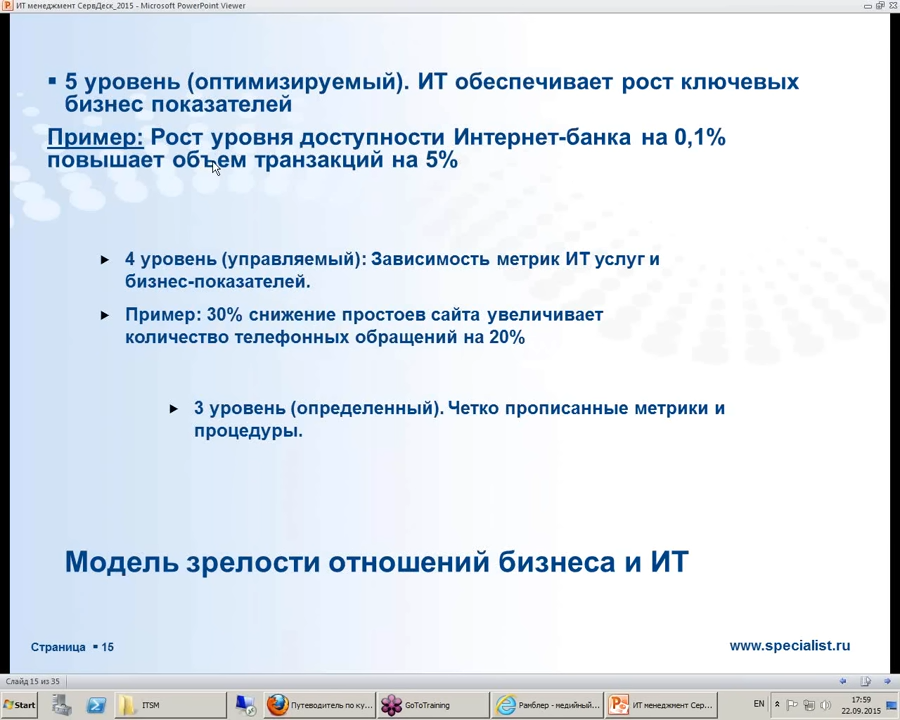 ИТ менеджмент СервДеск_2015 - Microsoft PowerPoint Viewer
5 уровень (оптимизируемый). ИТ обеспечивает рост ключевых
бизнес показателей
Пример: Рост уровня доступности Интернет-банка на 0,1%
повышает объем транзакций на 5%
4 уровень (управляемый): Зависимость метрик ИТ услуг и
бизнес-показателей.
Пример: 30% снижение простоев сайта увеличивает
количество телефонных обращений на 20%
3 уровень (определенный). Четко прописанные метрики и
процедуры.
Модель зрелости отношений бизнеса и ИТ
Страница ▪ 15
www.specialist.ru
Слайд 15 из 35
Start
ITSM
Путеводитель по ку...
GoToTraining
Рамблер - медийный...
ИТ менеджмент Сер...
EN
17:59
22.09.2015